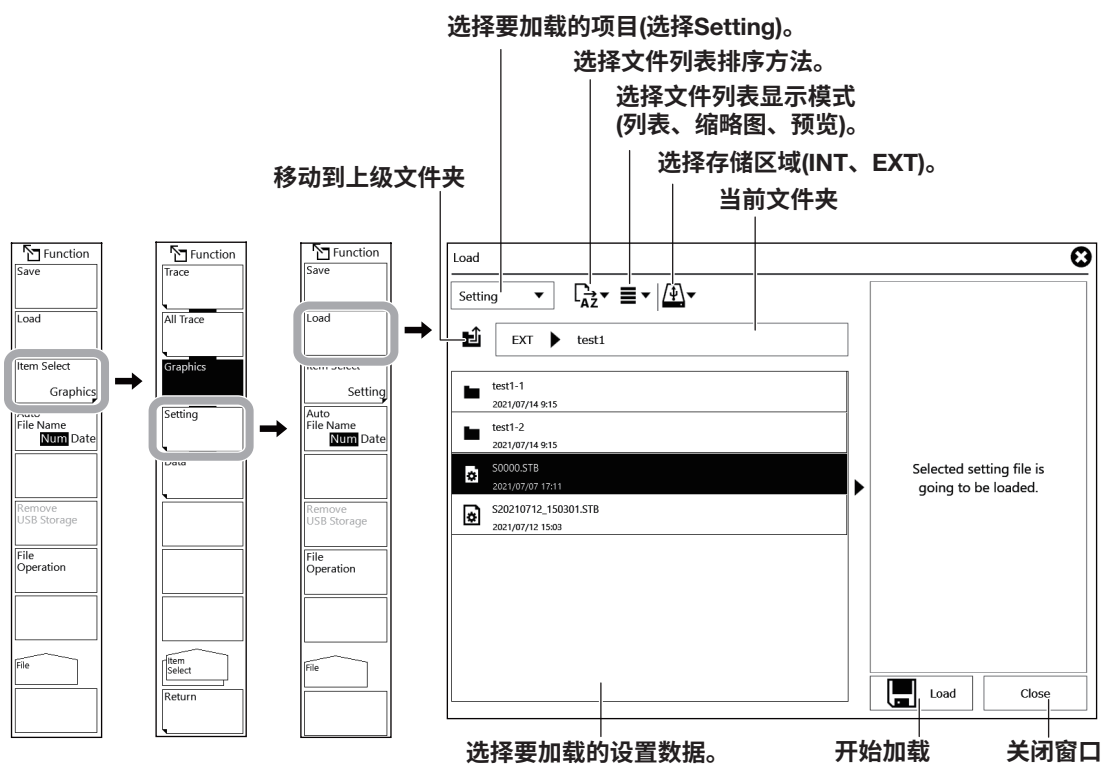 选择要加载的项目(选择Setting)。
选择文件列表排序方法。
选择文件列表显示模式
(列表、缩略图、预览)。
选择存储区域(INT、EXT)。
移动到上级文件夹
当前文件夹
Function
Save
Load
Item Select
Graphics
Auto
File Name
Num Date
Remove
USB Storage
File
Operation
File
Function
Trace
All Trace
Graphics
Setting
Data
Item
Select
Return
Function
Save
Load
Item Select
Setting
Auto
File Name
Num Date
Remove
USB Storage
File
Operation
File
Load
Setting
AZ
EXT
test1
test1-1
2021/07/14 9:15
test1-2
2021/07/14 9:15
S0000.STB
2021/07/07 17:11
S20210712_150301.STB
2021/07/12 15:03
Selected setting file is
going to be loaded.
Load
Close
选择要加载的设置数据。
开始加载
关闭窗口